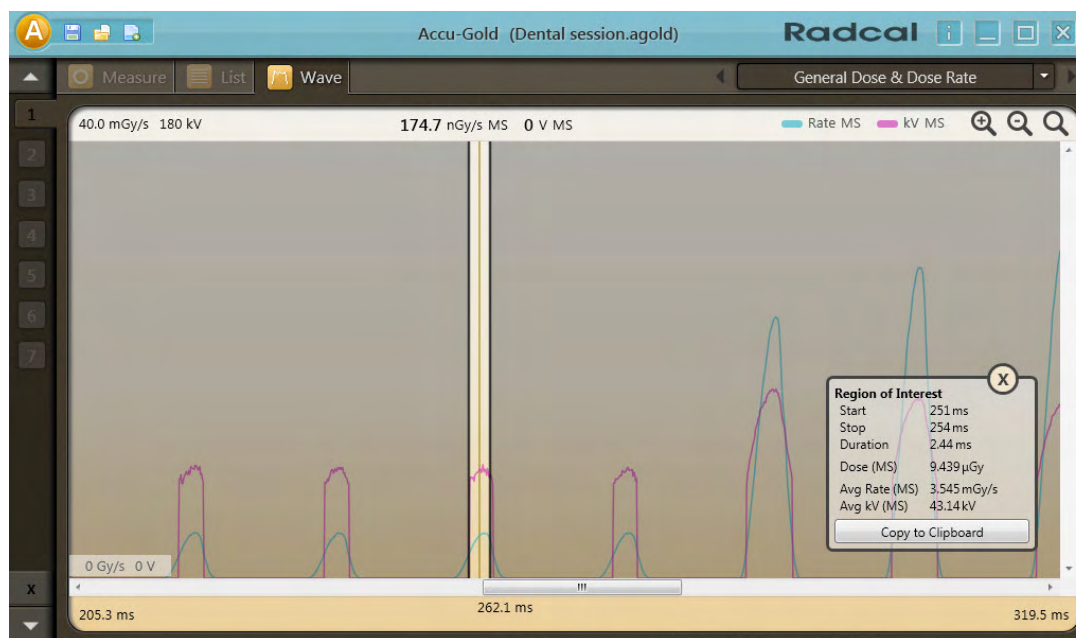 A
Accu-Gold (Dental session.agold)
Radcal
i
Measure
List
Wave
General Dose & Dose Rate
1
2
3
4
5
6
7
x
40.0 mGy/s 180 kV
174.7 nGy/s MS 0 V MS
Rate MS
kV MS
X
Region of Interest
Start 251 ms
Stop 254 ms
Duration 2.44 ms
Dose (MS) 9.439 µGy
Avg Rate (MS) 3.545 mGy/s
Avg kV (MS) 43.14 kV
Copy to Clipboard
0 Gy/s 0 V
205.3 ms
262.1 ms
319.5 ms